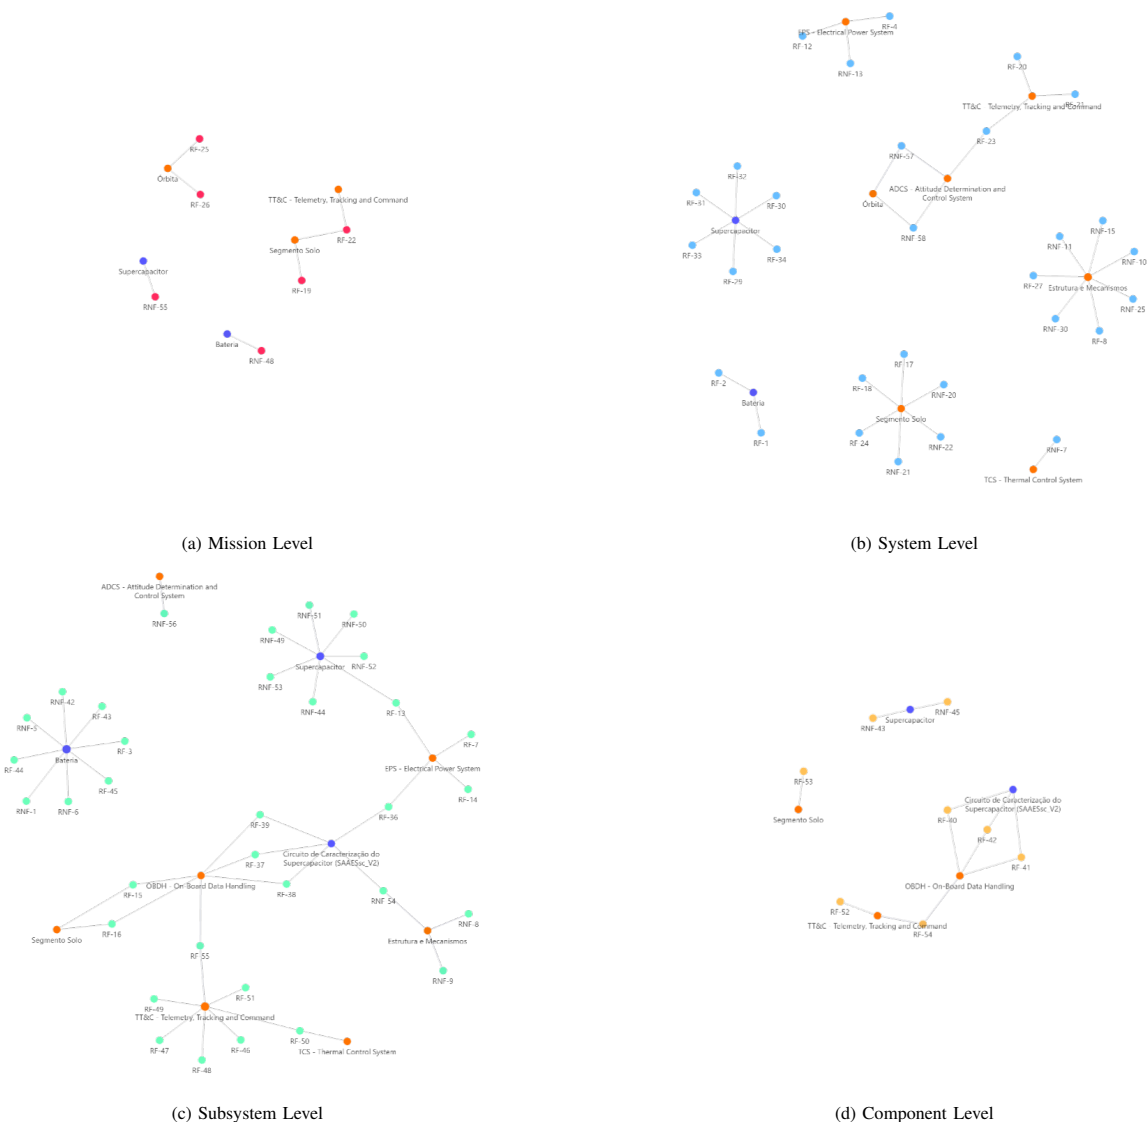 RF-25
Órbita
RF-26
TT&C - Telemetry, Tracking and Command
RF-22
Segmento Solo
RF-19
Supercapacitor
RNF-55
Bateria
RNF-48
(a) Mission Level
RF-4
EPS - Electrical Power System
RF-12
RNF-13
RF-20
RF-21
TT&C - Telemetry, Tracking and Command
RF-23
RNF-57
ADCS - Attitude Determination and
Control System
Órbita
RNF-58
RF-32
RF-31
RF-30
Supercapacitor
RF-33
RF-34
RF-29
RNF-15
RNF-11
RNF-10
RF-27
Estrutura e Mecanismos
RNF-25
RNF-30
RF-8
RF-2
Bateria
RF-1
RF-17
RF-18
RNF-20
Segmento Solo
RF-24
RNF-22
RNF-21
RNF-7
TCS - Thermal Control System
(b) System Level
ADCS - Attitude Determination and
Control System
RNF-56
RNF-51
RNF-50
RNF-49
Supercapacitor
RNF-52
RNF-53
RNF-44
RF-13
RNF-42
RF-43
RNF-5
RF-3
Bateria
RF-44
RF-45
RNF-1
RNF-6
RF-7
EPS - Electrical Power System
RF-14
RF-36
RF-39
Circuito de Caracterização do
Supercapacitor (SAAESsc_V2)
RF-37
OBDH - On-Board Data Handling
RF-38
RF-15
RNF-54
RF-16
Segmento Solo
RNF-8
Estrutura e Mecanismos
RNF-9
RF-55
RF-51
RF-49
TT&C - Telemetry, Tracking and Command
RF-47
RF-46
RF-48
RF-50
TCS - Thermal Control System
(c) Subsystem Level
RNF-45
Supercapacitor
RNF-43
RF-53
Segmento Solo
Circuito de Caracterização do
Supercapacitor (SAAESsc_V2)
RF-40
RF-42
RF-41
OBDH - On-Board Data Handling
RF-52
TT&C - Telemetry, Tracking and Command
RF-54
(d) Component Level